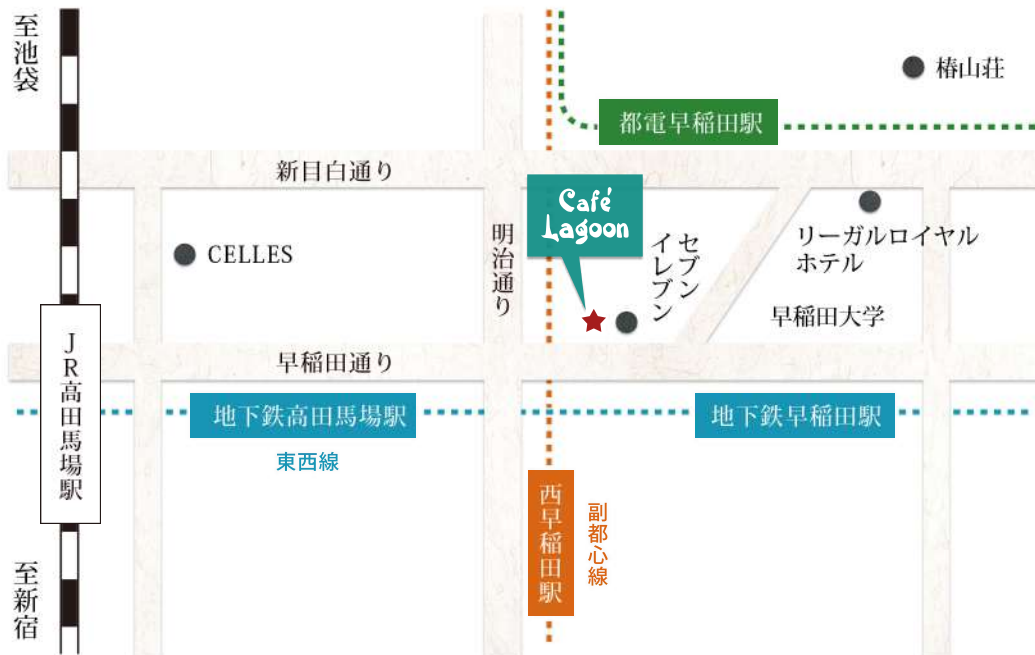 至池袋
椿山荘
都電早稲田駅
新目白通り
Café
Lagoon
明治通り
セブン
イレブン
リーガルロイヤル
ホテル
CELLES
早稲田大学
JR高田馬場駅
早稲田通り
地下鉄高田馬場駅
地下鉄早稲田駅
東西線
西早稲田駅
副都心線
至新宿